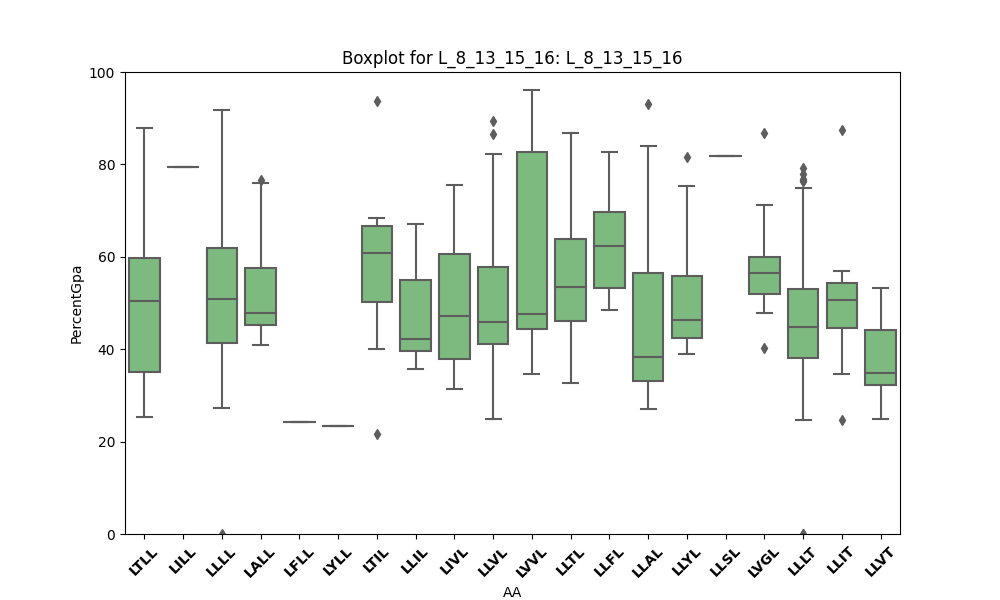 Boxplot for L_8_13_15_16: L_8_13_15_16
100
80
60
40
20
0
PercentGpa
LTLL LILL LLLL LALL LFLL LYLL LTIL LLIL LIVL LLVL LVVL LLTL LLFL LLAL LLYL LLSL LVGL LLLT LLIT LLVT
AA